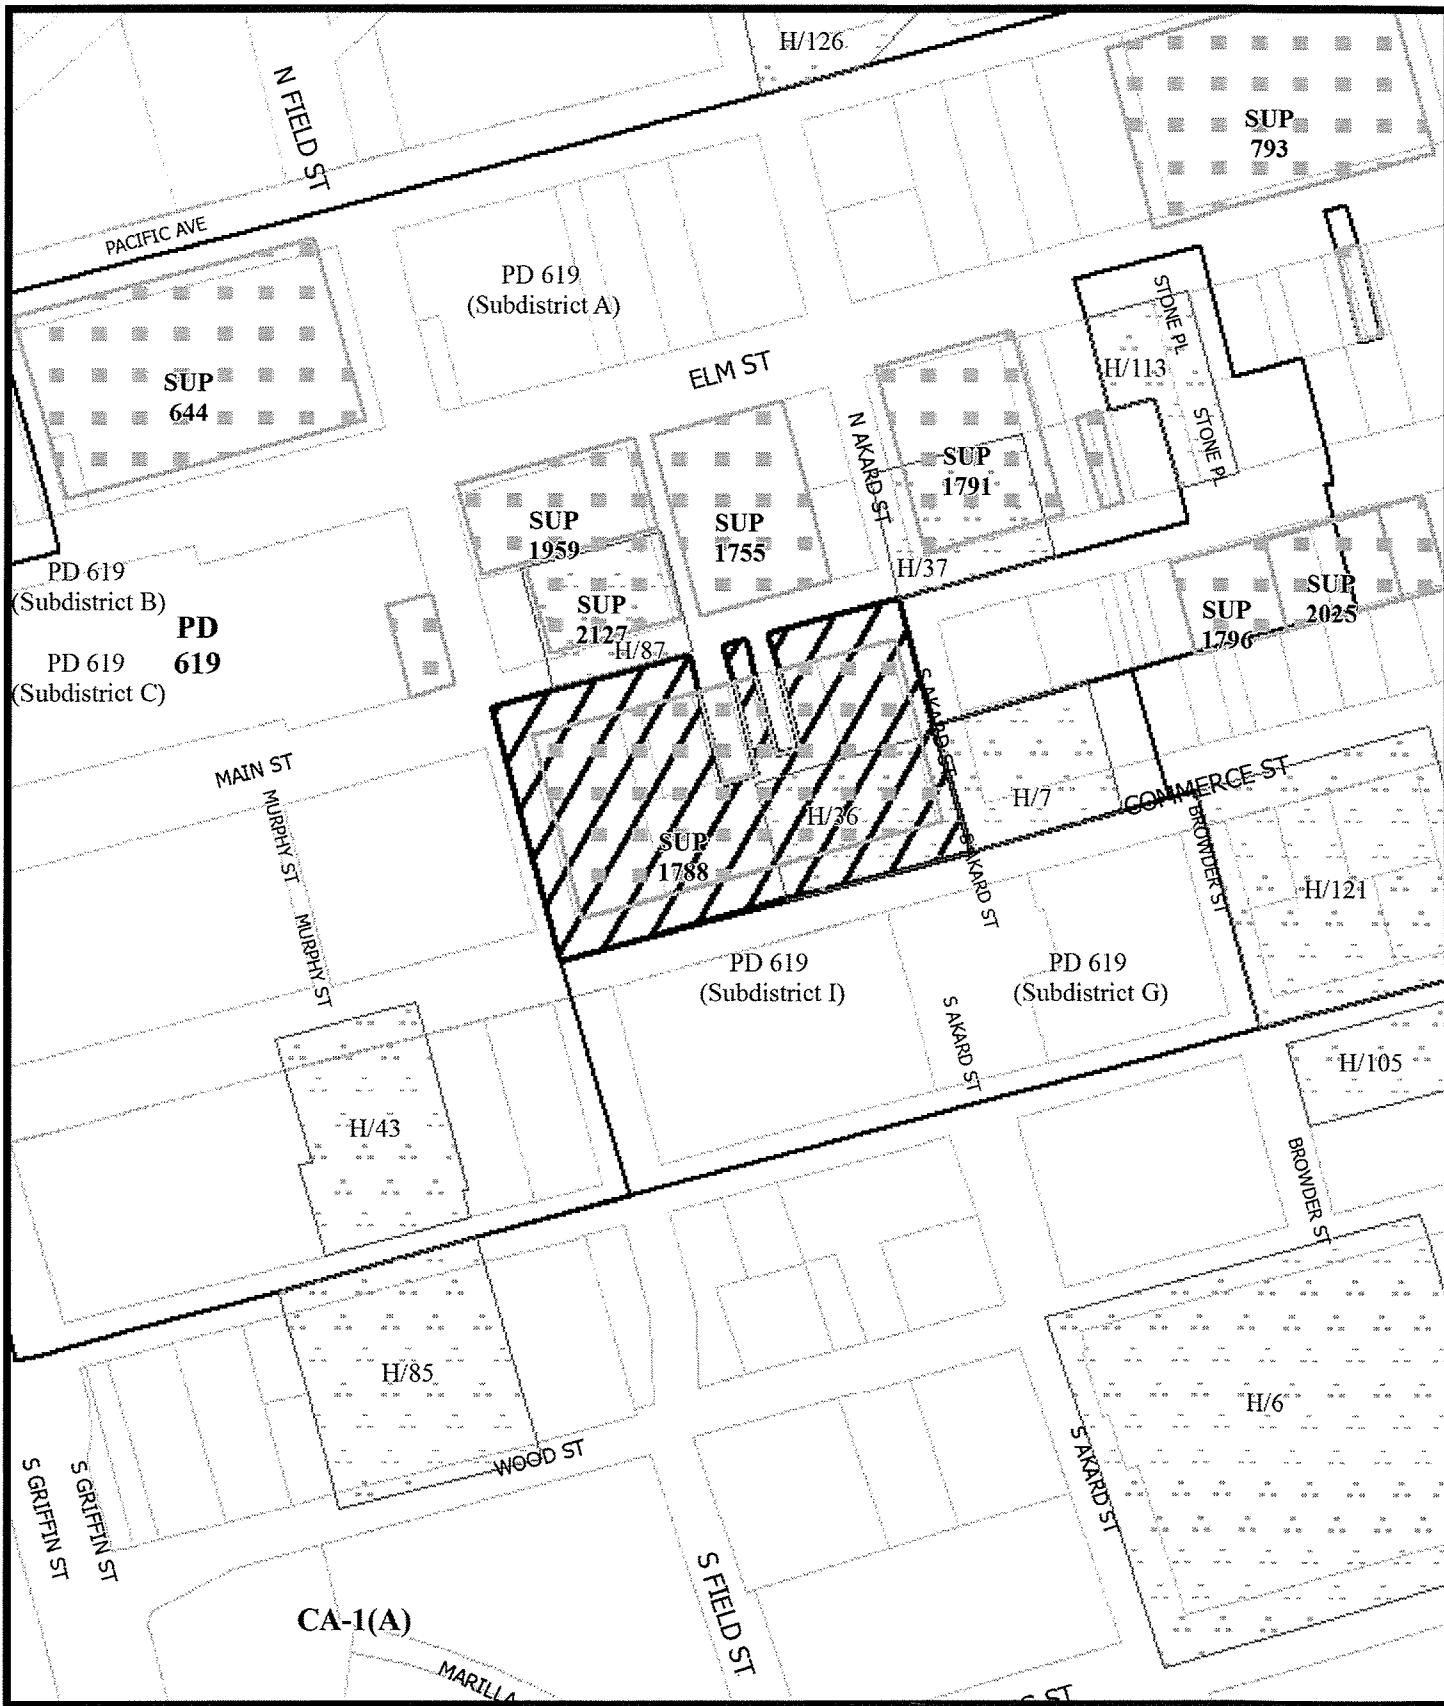 H/126
N FIELD ST
SUP
793
PACIFIC AVE
PD 619
(Subdistrict A)
STONE PL
SUP
644
ELM ST
H/113
N AKARD ST
STONE PL
SUP
1791
SUP
1959
SUP
1755
H/37
PD 619
(Subdistrict B)
PD
619
SUP
2127
SUP
2025
SUP
1796
H/87
PD 619
(Subdistrict C)
S AKARD ST
MAIN ST
MURPHY ST
H/36
H/7
COMMERCE ST
BROWDER ST
SUP
1788
S AKARD ST
H/121
MURPHY ST
PD 619
(Subdistrict I)
PD 619
(Subdistrict G)
S AKARD ST
H/105
H/43
BROWDER ST
H/85
H/6
WOOD ST
S AKARD ST
S GRIFFIN ST
S GRIFFIN ST
S FIELD ST
CA-1(A)
MARILLA
S ST